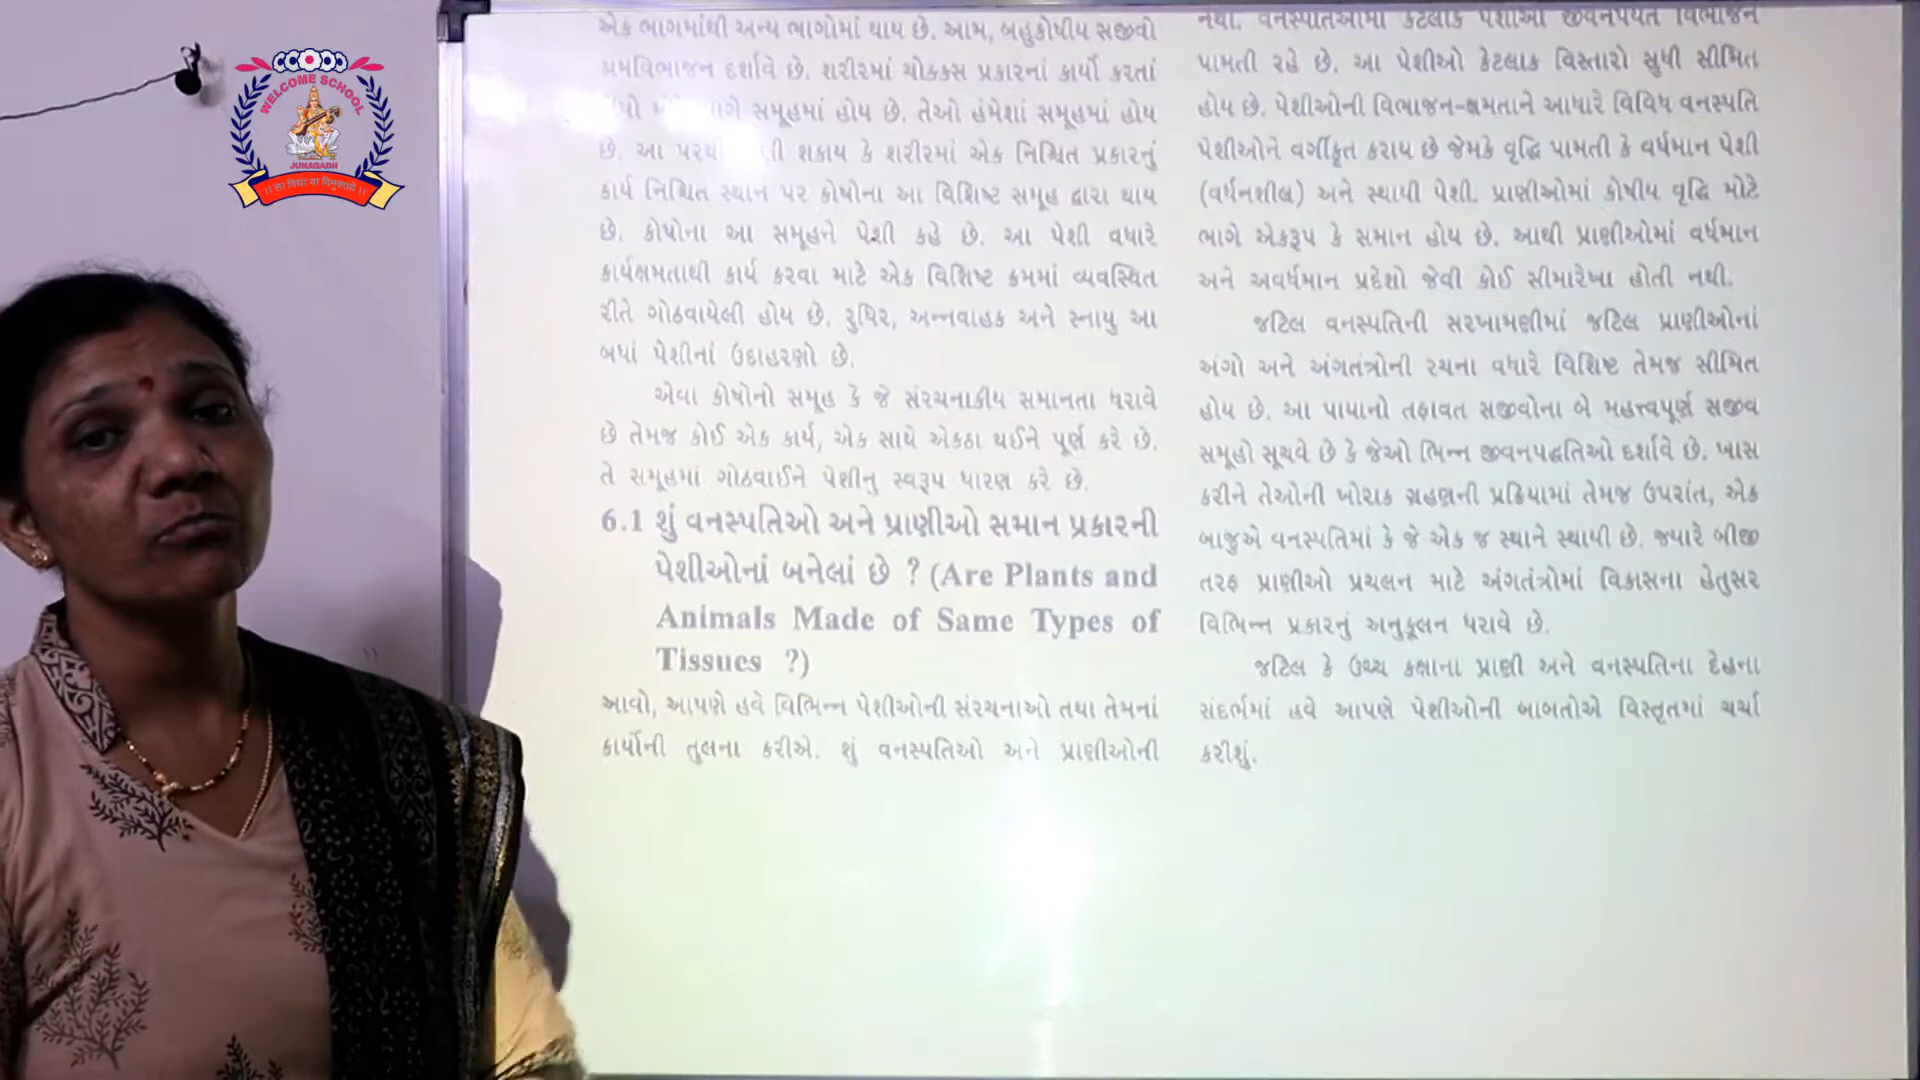 WELCOME SCHOOL
JUNAGADH
|| सा विद्या या विमुक्तये ||
એક ભાગમાંથી અન્ય ભાગોમાં થાય છે. આમ, બહુકોષીય સજીવો
શ્રમવિભાજન દર્શાવે છે. શરીરમાં ચોક્કસ પ્રકારનાં કાર્યો કરતાં
સમૂહમાં હોય છે. તેઓ હંમેશાં સમૂહમાં હોય
છે. આ શકાય કે શરીરમાં એક નિશ્ચિત પ્રકારનું
કાર્ય નિશ્ચિત સ્થાન પર કોષોના આ વિશિષ્ટ સમૂહ દ્વારા થાય
છે. કોષોના આ સમૂહને પેશી કહે છે. આ પેશી વધારે
કાર્યક્ષમતાથી કાર્ય કરવા માટે એક વિશિષ્ટ ક્રમમાં વ્યવસ્થિત
રીતે ગોઠવાયેલી હોય છે. રુધિર, અન્નવાહક અને સ્નાયુ આ
બધાં પેશીનાં ઉદાહરણો છે.
એવા કોષોનો સમૂહ કે જે સંરચનાકીય સમાનતા ધરાવે
છે તેમજ કોઈ એક કાર્ય, એક સાથે એકઠા થઈને પૂર્ણ કરે છે.
તે સમૂહમાં ગોઠવાઈને પેશીનુ સ્વરૂપ ધારણ કરે છે.
6.1 શું વનસ્પતિઓ અને પ્રાણીઓ સમાન પ્રકારની
પેશીઓનાં બનેલાં છે ? (Are Plants and
Animals Made of Same Types of
Tissues ?)
આવો, આપણે હવે વિભિન્ન પેશીઓની સંરચનાઓ તથા તેમનાં
કાર્યોની તુલના કરીએ. શું વનસ્પતિઓ અને પ્રાણીઓની
નથી. વનસ્પતિઓમાં કેટલાક પેશીઓ જીવનપર્યંત વિભાજન
પામતી રહે છે. આ પેશીઓ કેટલાક વિસ્તારો સુધી સીમિત
હોય છે. પેશીઓની વિભાજન-ક્ષમતાને આધારે વિવિધ વનસ્પતિ
પેશીઓને વર્ગીકૃત કરાય છે જેમકે વૃદ્ધિ પામતી કે વર્ધમાન પેશી
(વર્ધનશીલ) અને સ્થાયી પેશી. પ્રાણીઓમાં કોષીય વૃદ્ધિ મોટે
ભાગે એકરૂપ કે સમાન હોય છે. આથી પ્રાણીઓમાં વર્ધમાન
અને અવર્ધમાન પ્રદેશો જેવી કોઈ સીમારેખા હોતી નથી.
જટિલ વનસ્પતિની સરખામણીમાં જટિલ પ્રાણીઓનાં
અંગો અને અંગતંત્રોની રચના વધારે વિશિષ્ટ તેમજ સીમિત
હોય છે. આ પાયાનો તફાવત સજીવોના બે મહત્ત્વપૂર્ણ સજીવ
સમૂહો સૂચવે છે કે જેઓ ભિન્ન જીવનપદ્ધતિઓ દર્શાવે છે. ખાસ
કરીને તેઓની ખોરાક ગ્રહણની પ્રક્રિયામાં તેમજ ઉપરાંત, એક
બાજુએ વનસ્પતિમાં કે જે એક જ સ્થાને સ્થાયી છે. જ્યારે બીજી
તરફ પ્રાણીઓ પ્રચલન માટે અંગતંત્રોમાં વિકાસના હેતુસર
વિભિન્ન પ્રકારનું અનુકૂલન ધરાવે છે.
જટિલ કે ઉચ્ચ કક્ષાના પ્રાણી અને વનસ્પતિના દેહના
સંદર્ભમાં હવે આપણે પેશીઓની બાબતોએ વિસ્તૃતમાં ચર્ચા
કરીશું.